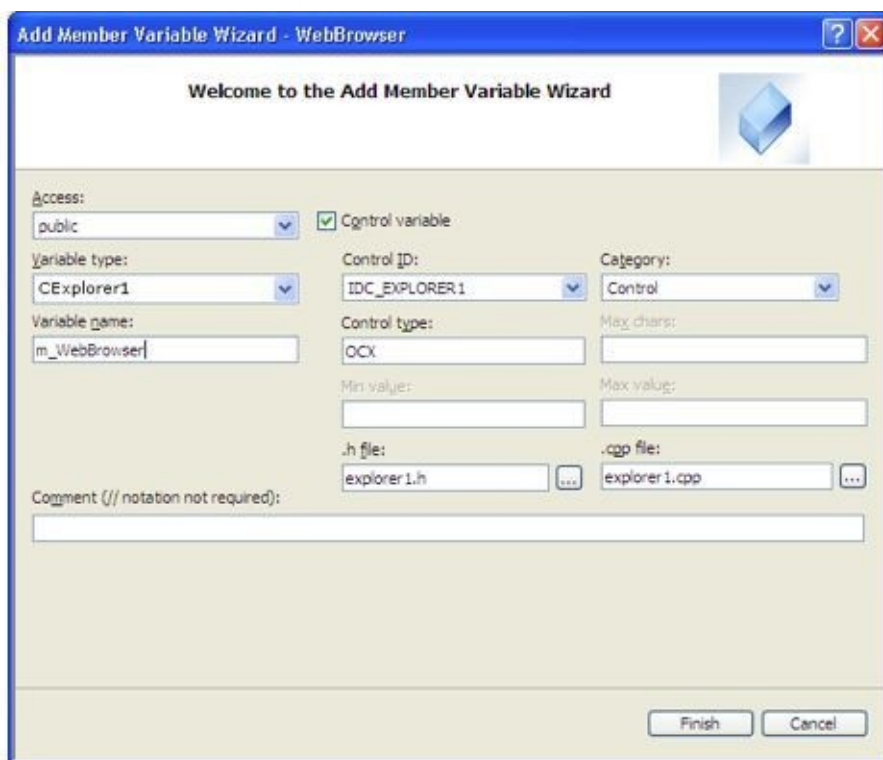 Add Member Variable Wizard - WebBrowser
Welcome to the Add Member Variable Wizard
Access:
public
Control variable
Variable type:
CExplorer1
Control ID:
IDC_EXPLORER1
Category:
Control
Variable name:
m_WebBrowser
Control type:
OCX
Max chars:
Min value:
Max value:
.h file:
explorer1.h
...
.cpp file:
explorer1.cpp
...
Comment (// notation not required):
Finish
Cancel